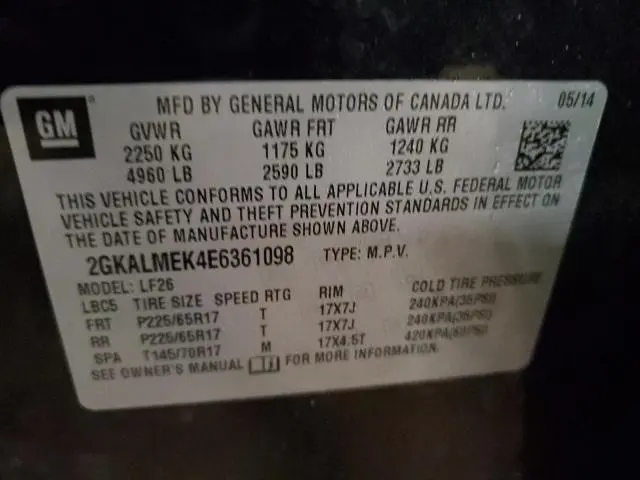 GM ® MFD BY GENERAL MOTORS OF CANADA LTD. 05/14
GVWR GAWR FRT GAWR RR
2250 KG 1175 KG 1240 KG
4960 LB 2590 LB 2733 LB
THIS VEHICLE CONFORMS TO ALL APPLICABLE U.S. FEDERAL MOTOR
VEHICLE SAFETY AND THEFT PREVENTION STANDARDS IN EFFECT ON
THE DATE OF MANUFACTURE SHOWN ABOVE.
2GKALMEK4E6361098 TYPE: M.P.V.
MODEL: LF26
LBC5 TIRE SIZE SPEED RTG RIM COLD TIRE PRESSURE
FRT P225/65R17 T 17X7J 240KPA(35PSI)
RR P225/65R17 T 17X7J 240KPA(35PSI)
SPA T145/70R17 M 17X4.5T 420KPA(60PSI)
SEE OWNER'S MANUAL FOR MORE INFORMATION.